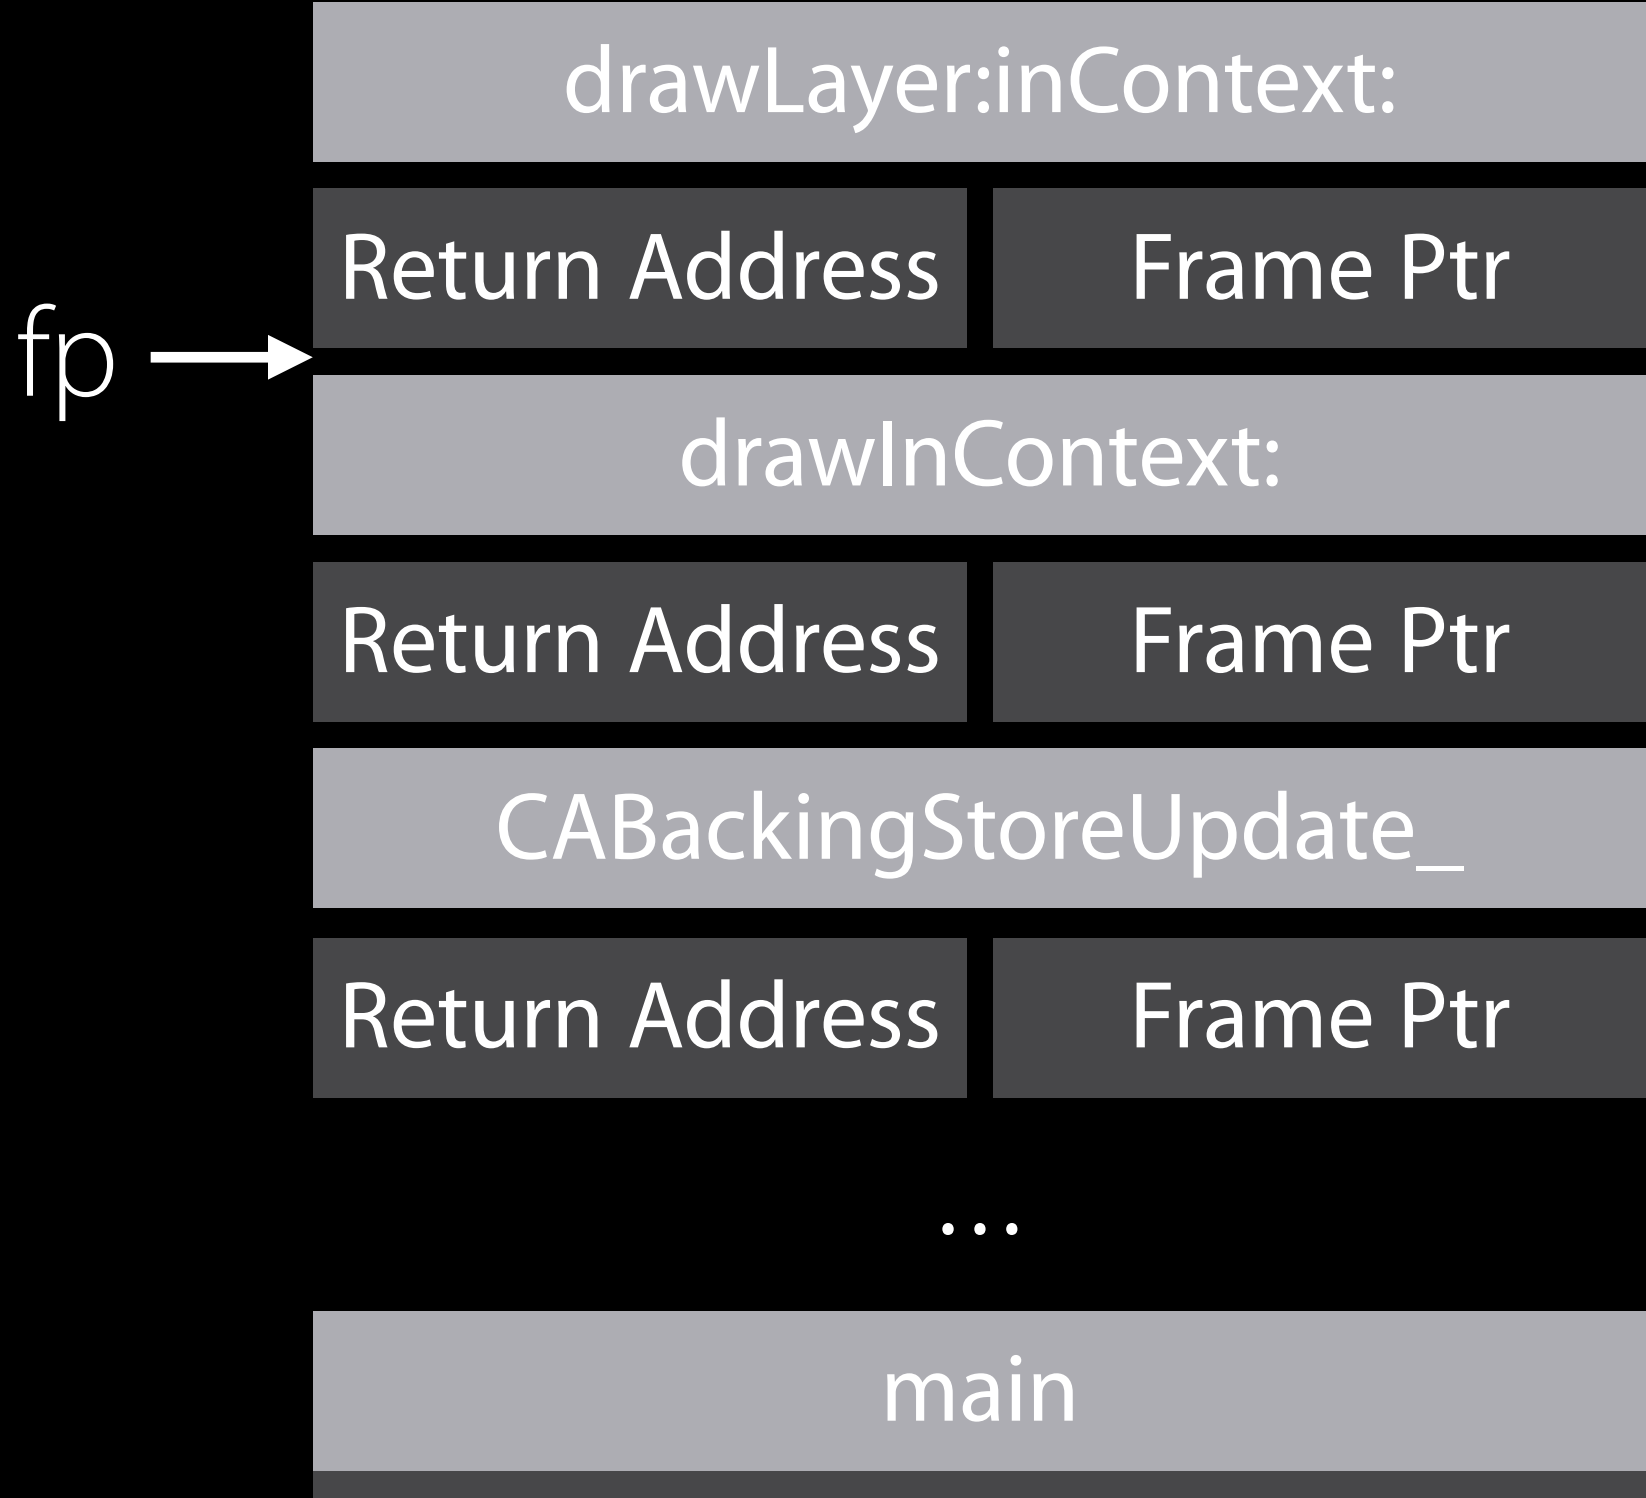 drawLayer:inContext:
Return Address Frame Ptr
fp
drawInContext:
Return Address Frame Ptr
CABackingStoreUpdate_
Return Address Frame Ptr
...
main